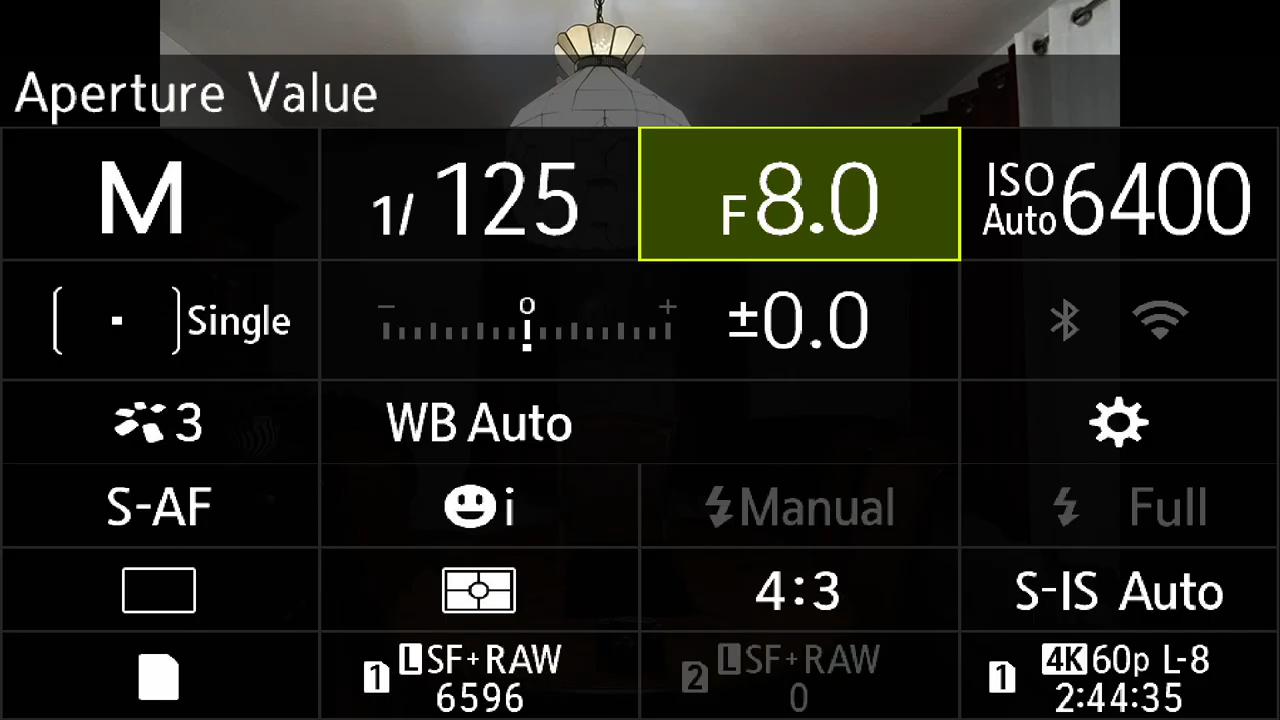 Aperture Value
M
1/125
F8.0
ISO Auto 6400
Single
− o +
±0.0
3
WB Auto
S-AF
i
Manual
Full
4:3
S-IS Auto
1 L SF+RAW
6596
2 L SF+RAW
0
1 4K 60p L-8
2:44:35